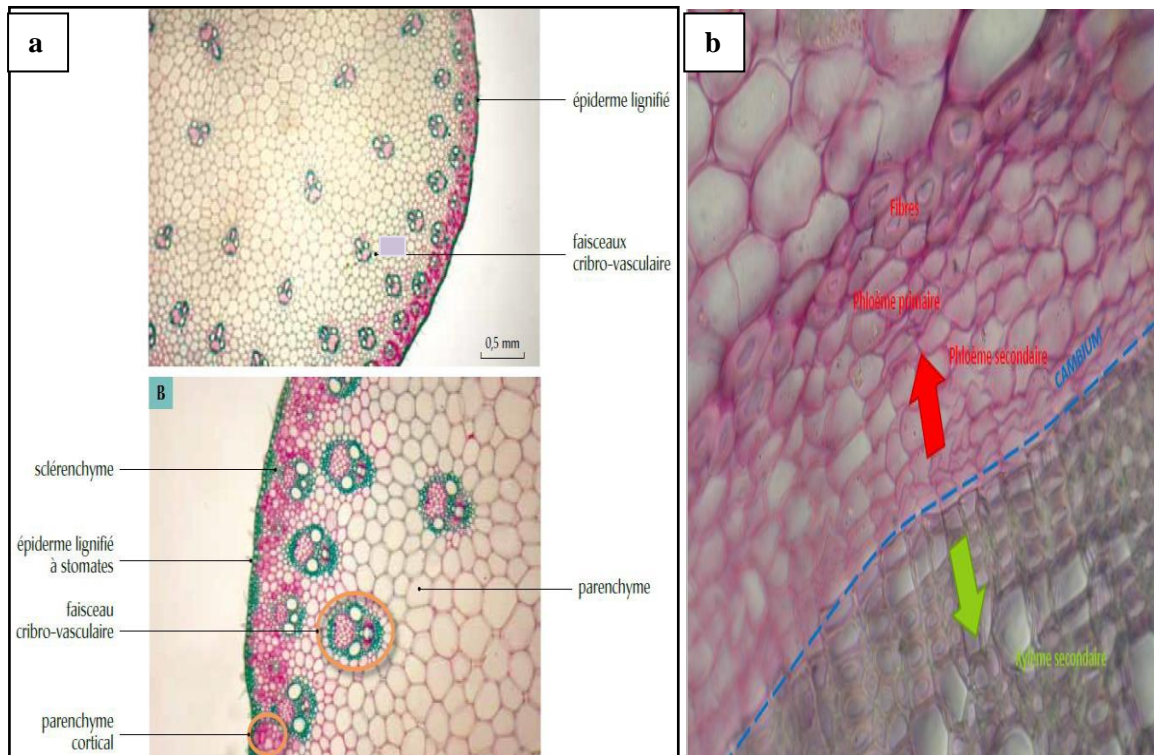 a
épiderme lignifié
faisceaux
cribro-vasculaire
0,5 mm
B
sclérenchyme
épiderme lignifié
à stomates
faisceau
cribro-vasculaire
parenchyme
cortical
parenchyme
b
Fibres
Phloème primaire
Phloème secondaire
CAMBIUM
Xylème secondaire